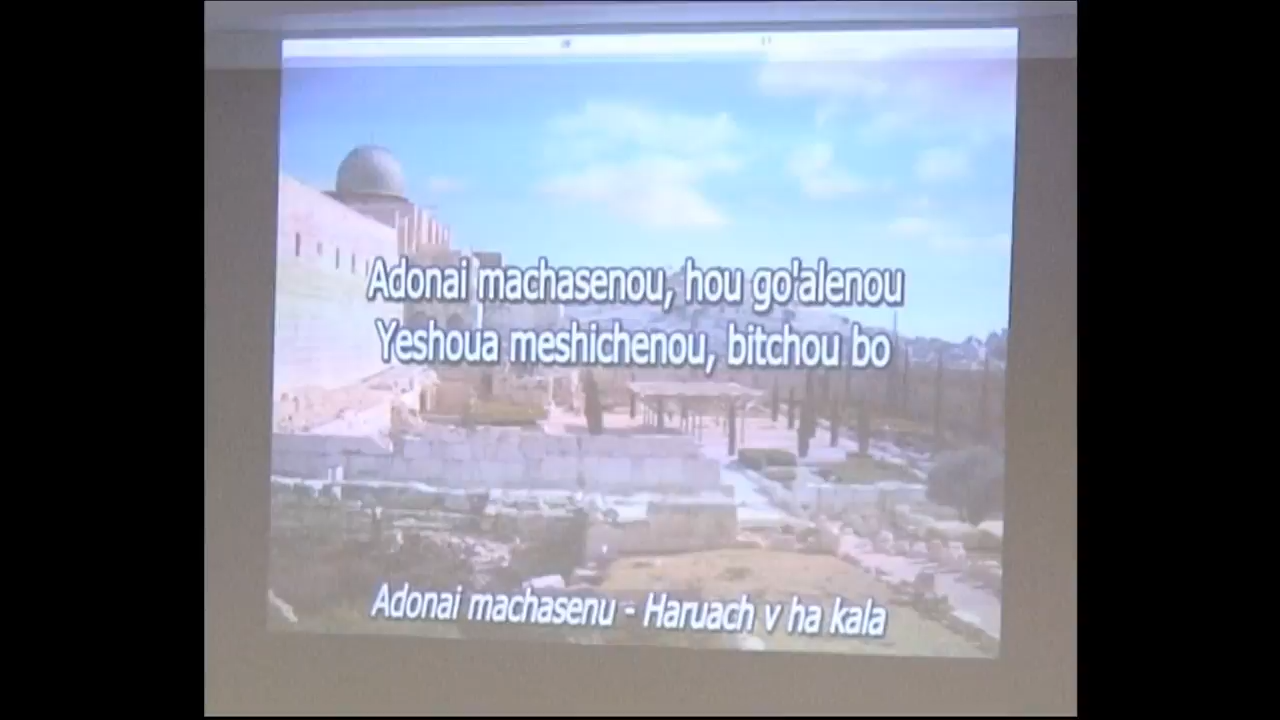 Adonai machasenou, hou go'alenou
Yeshoua meshichenou, bitchou bo
Adonai machasenu - Haruach v ha kala